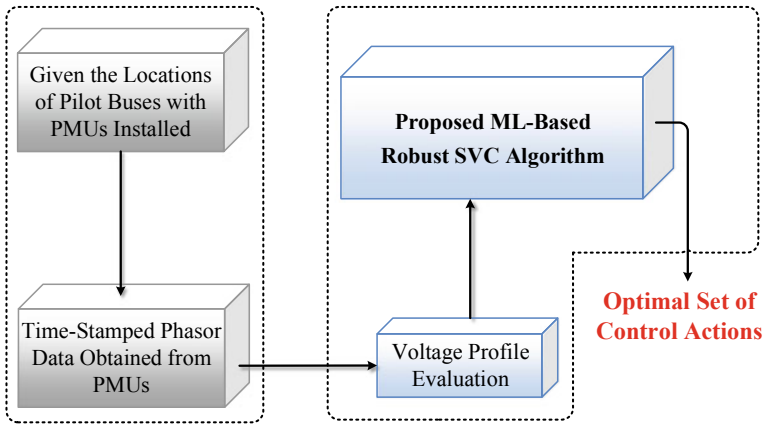 Given the Locations
of Pilot Buses with
PMUs Installed
Time-Stamped Phasor
Data Obtained from
PMUs
Voltage Profile
Evaluation
Proposed ML-Based
Robust SVC Algorithm
Optimal Set of
Control Actions